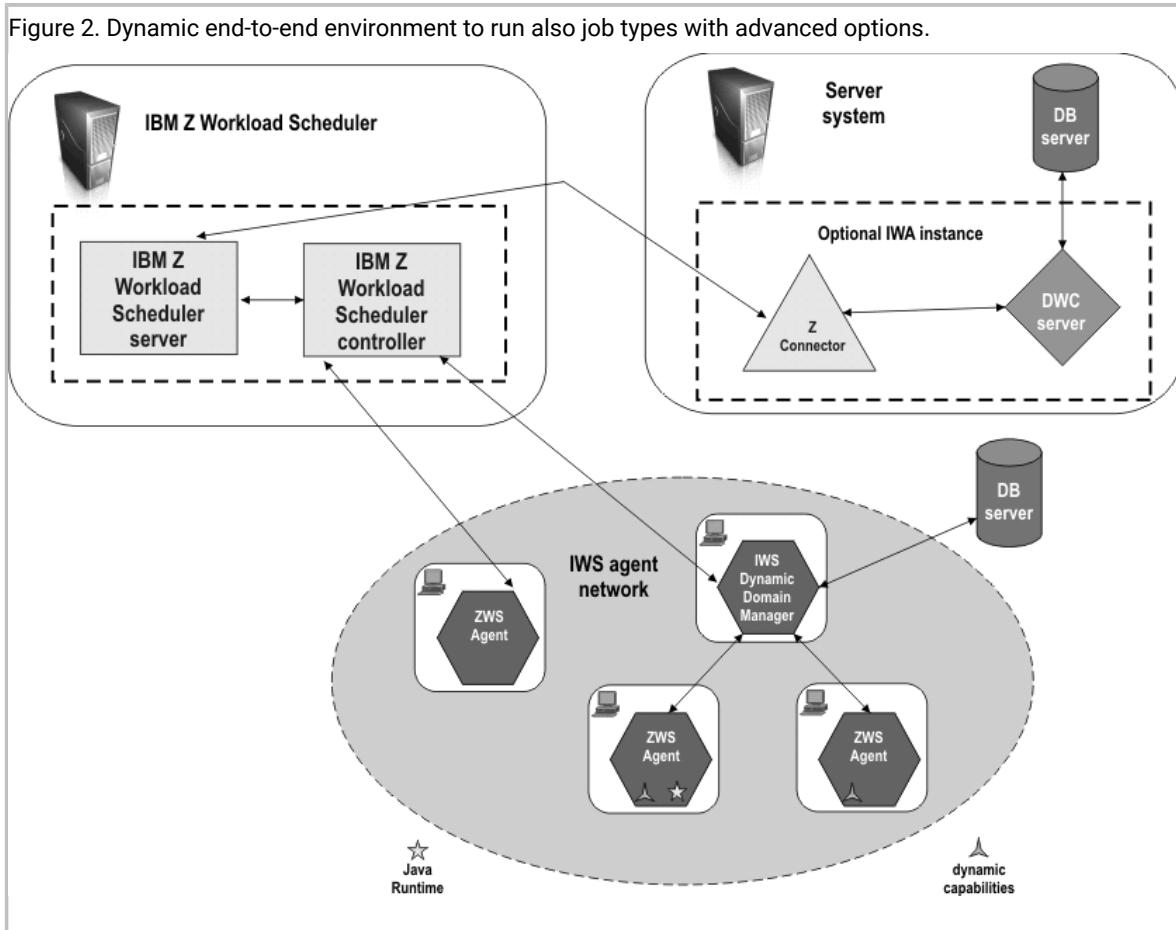 Figure 2. Dynamic end-to-end environment to run also job types with advanced options.
IBM Z Workload Scheduler
IBM Z
Workload
Scheduler
server
IBM Z
Workload
Scheduler
controller
Server
system
DB
server
Optional IWA instance
Z
Connector
DWC
server
DB
server
IWS agent
network
IWS
Dynamic
Domain
Manager
ZWS
Agent
ZWS
Agent
ZWS
Agent
Java
Runtime
dynamic
capabilities